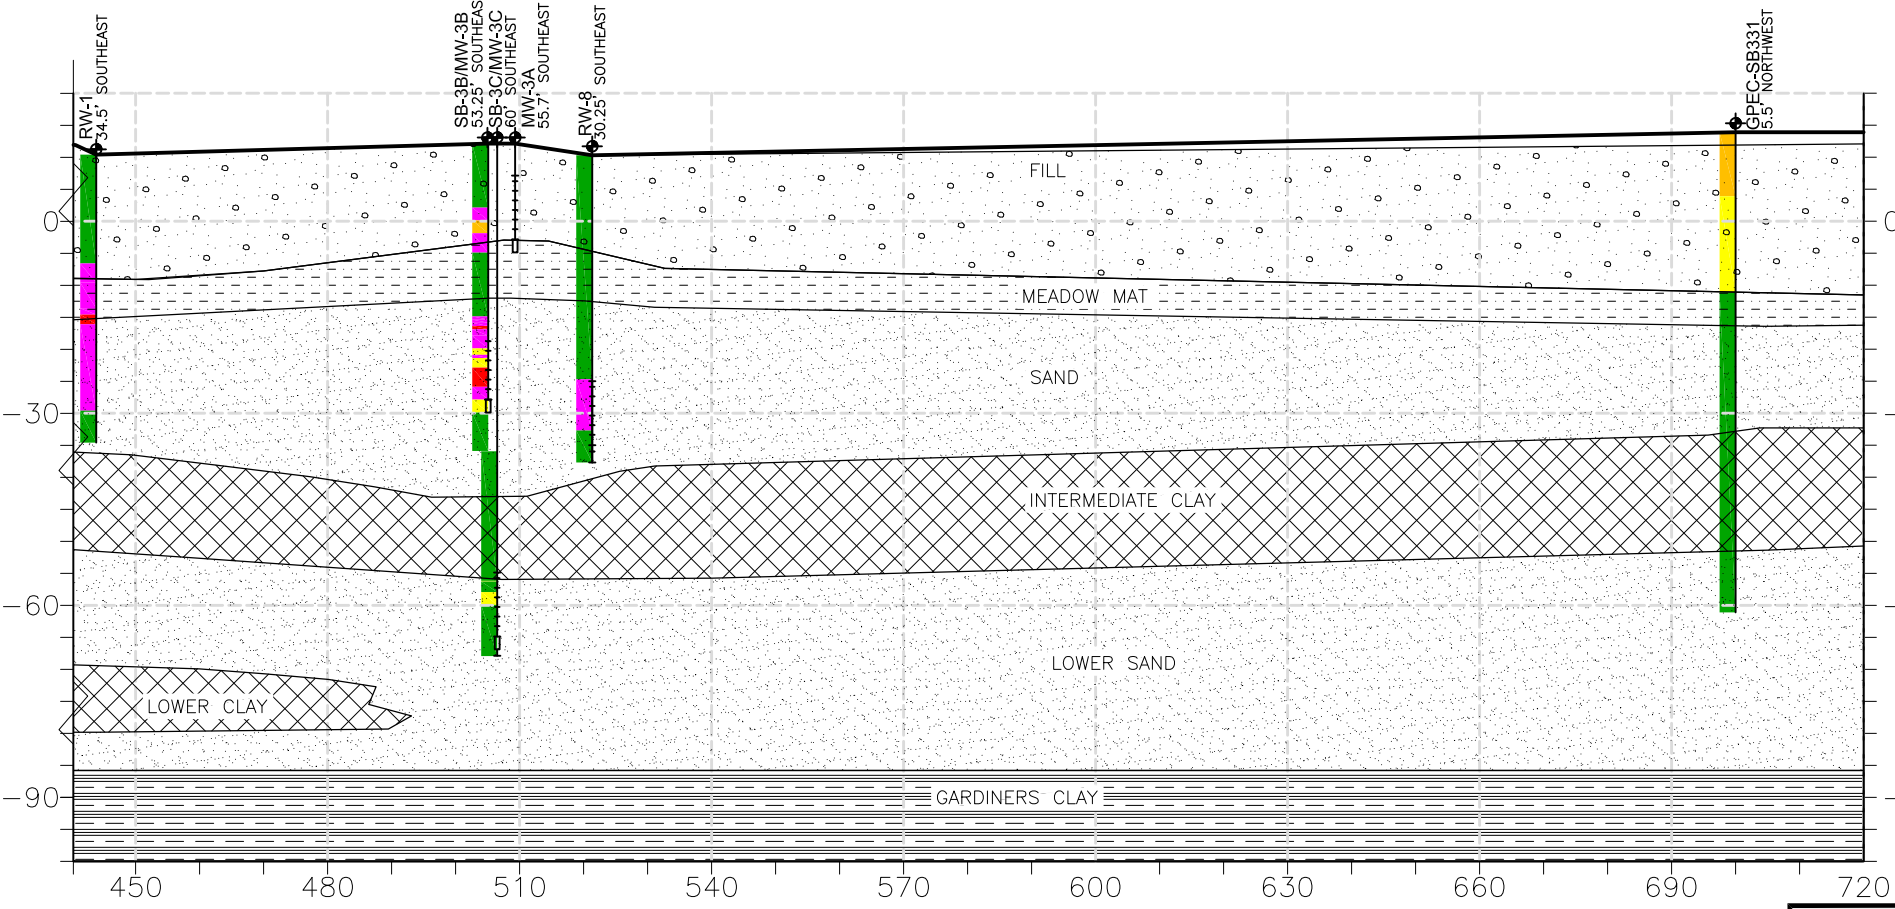 RW-1
34.5' SOUTHEAST
SB-3B/MW-3B
53.25' SOUTHEAS
SB-3C/MW-3C
60' SOUTHEAST
MW-3A
55.7' SOUTHEAST
RW-8
30.25' SOUTHEAST
GPEC-SB331
5.5' NORTHWEST
FILL
0
0
MEADOW MAT
SAND
-30
INTERMEDIATE CLAY
-60
LOWER SAND
LOWER CLAY
-90
GARDINERS CLAY
450 480 510 540 570 600 630 660 690 720